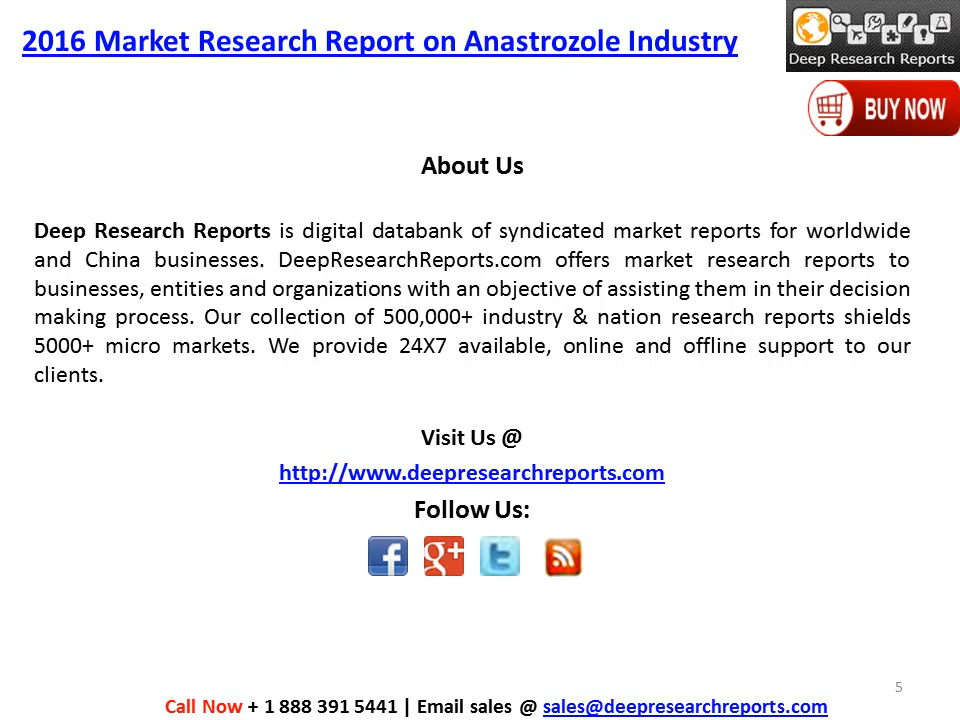 2016 Market Research Report on Anastrozole Industry
Deep Research Reports
BUY NOW
About Us
Deep Research Reports is digital databank of syndicated market reports for worldwide
and China businesses. DeepResearchReports.com offers market research reports to
businesses, entities and organizations with an objective of assisting them in their decision
making process. Our collection of 500,000+ industry & nation research reports shields
5000+ micro markets. We provide 24X7 available, online and offline support to our
clients.
Visit Us @
http://www.deepresearchreports.com
Follow Us:
f g+ t
5
Call Now + 1 888 391 5441 | Email sales @ sales@deepresearchreports.com